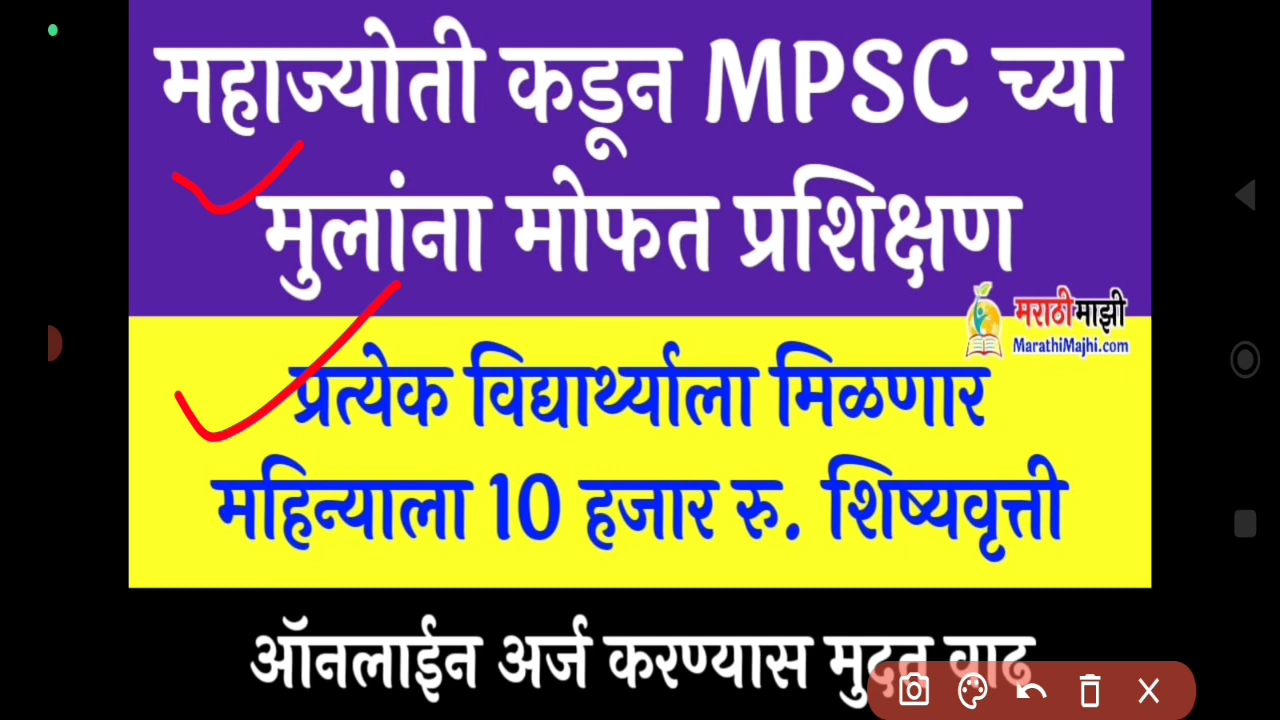 महाज्योती कडून MPSC च्या
मुलांना मोफत प्रशिक्षण
मराठीमाझी
MarathiMajhi.com
प्रत्येक विद्यार्थ्याला मिळणार
महिन्याला 10 हजार रु. शिष्यवृत्ती
ऑनलाईन अर्ज करण्यास मुदत वाढ